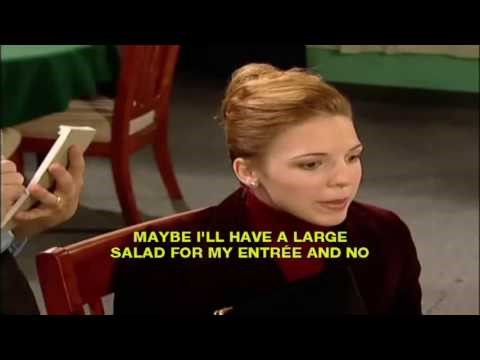 MAYBE I'LL HAVE A LARGE
SALAD FOR MY ENTRÉE AND NO